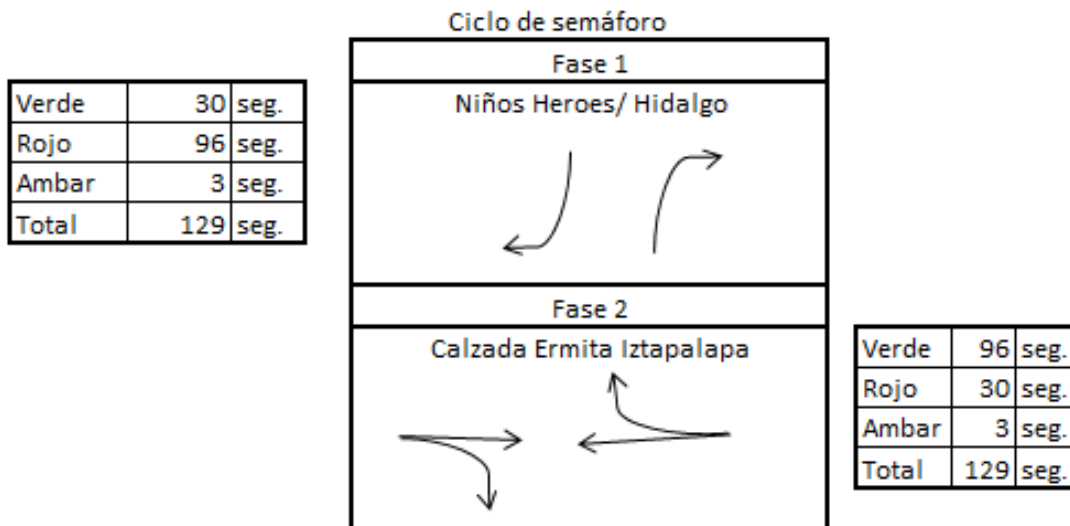 Ciclo de semáforo
Fase 1
Verde 30 seg.
Rojo 96 seg.
Ambar 3 seg.
Total 129 seg.
Niños Heroes/ Hidalgo
Fase 2
Calzada Ermita Iztapalapa
Verde 96 seg.
Rojo 30 seg.
Ambar 3 seg.
Total 129 seg.